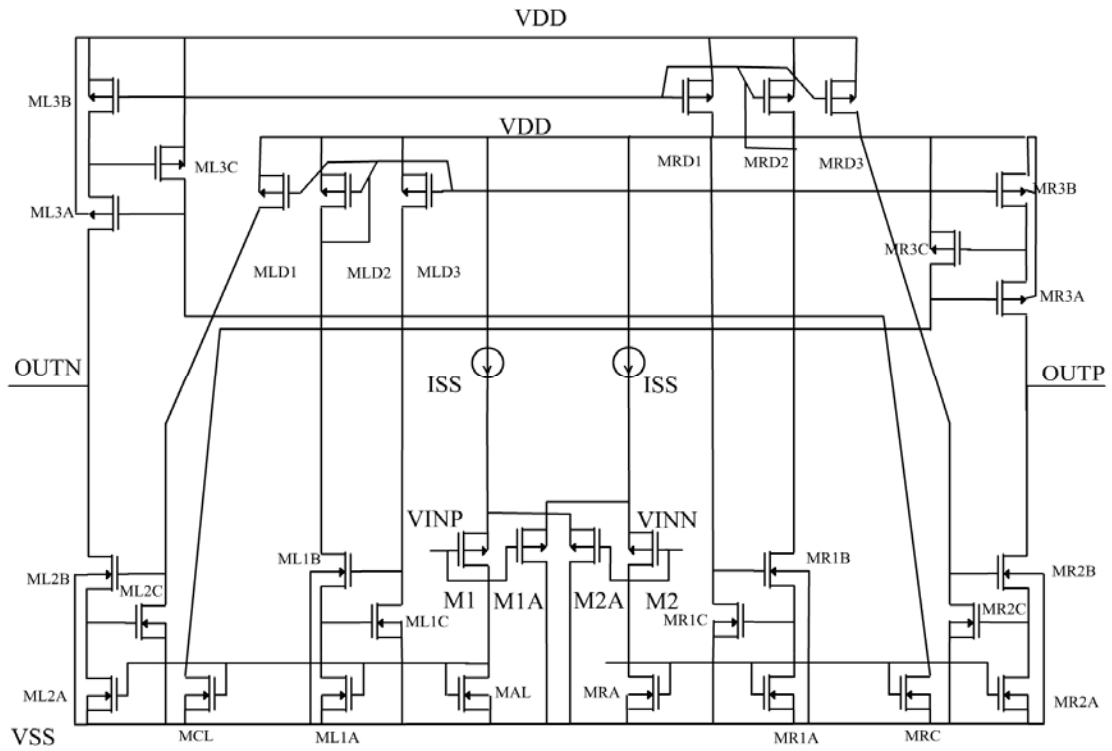 VDD
ML3B
VDD
MRD1
MRD2
MRD3
ML3C
MR3B
ML3A
MR3C
MLD1
MLD2
MLD3
MR3A
OUTN
ISS
ISS
OUTP
VINP
VINN
ML2B
ML2C
ML1B
MR1B
MR2B
M1
M1A
M2A
M2
ML1C
MR1C
MR2C
ML2A
MAL
MRA
MR2A
VSS
MCL
ML1A
MR1A
MRC